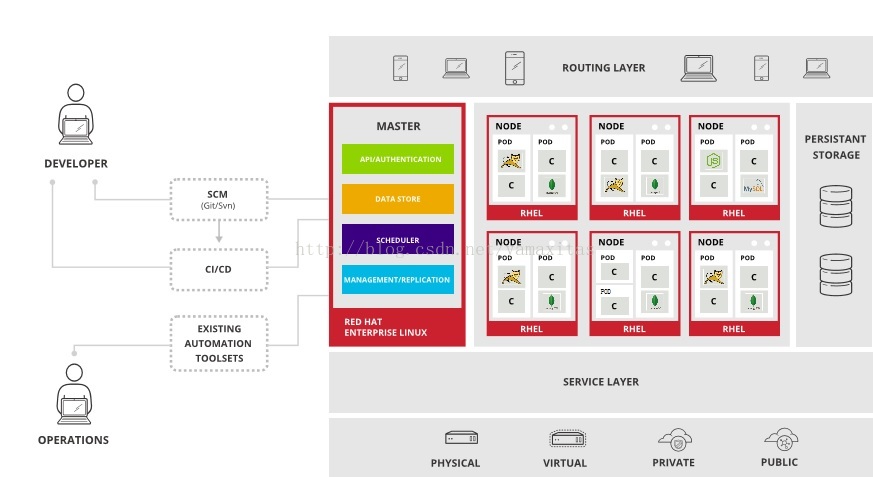 ROUTING LAYER
DEVELOPER
SCM
(Git/Svn)
CI/CD
EXISTING
AUTOMATION
TOOLSETS
OPERATIONS
MASTER
API/AUTHENTICATION
DATA STORE
SCHEDULER
MANAGEMENT/REPLICATION
RED HAT
ENTERPRISE LINUX
NODE
POD POD
C
C
RHEL
NODE
POD POD
C C
RHEL
NODE
POD POD
JS C
C MySQL
RHEL
NODE
POD POD
C
C
RHEL
NODE
POD POD
C C
POD
C
RHEL
NODE
POD POD
C
C
RHEL
PERSISTANT
STORAGE
http://blog.csdn.net/yamaxitas
SERVICE LAYER
PHYSICAL VIRTUAL PRIVATE PUBLIC